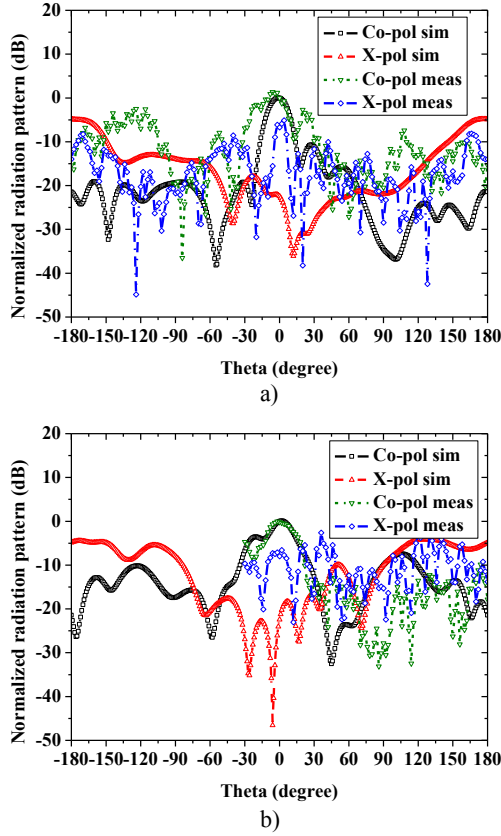 20
10
0
-10
-20
-30
-40
-50
Normalized radiation pattern (dB)
Co-pol sim
X-pol sim
Co-pol meas
X-pol meas
-180 -150 -120 -90 -60 -30 0 30 60 90 120 150 180
Theta (degree)
a)
20
10
0
-10
-20
-30
-40
-50
Normalized radiation pattern (dB)
Co-pol sim
X-pol sim
Co-pol meas
X-pol meas
-180 -150 -120 -90 -60 -30 0 30 60 90 120 150 180
Theta (degree)
b)